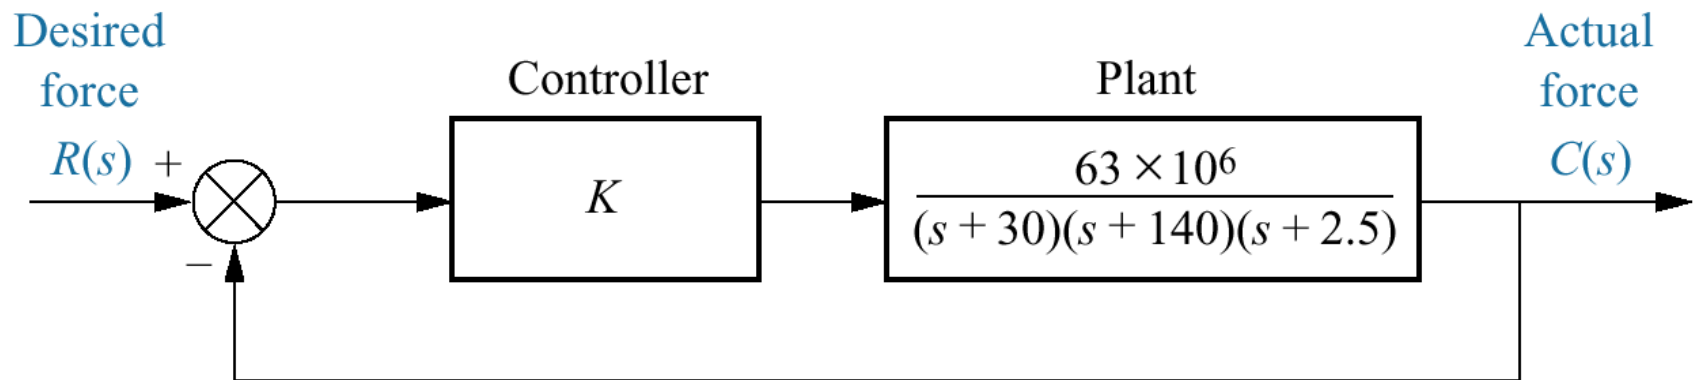 Desired
force
R(s)
+
−
Controller
K
Plant
63 × 10⁶
(s + 30)(s + 140)(s + 2.5)
Actual
force
C(s)